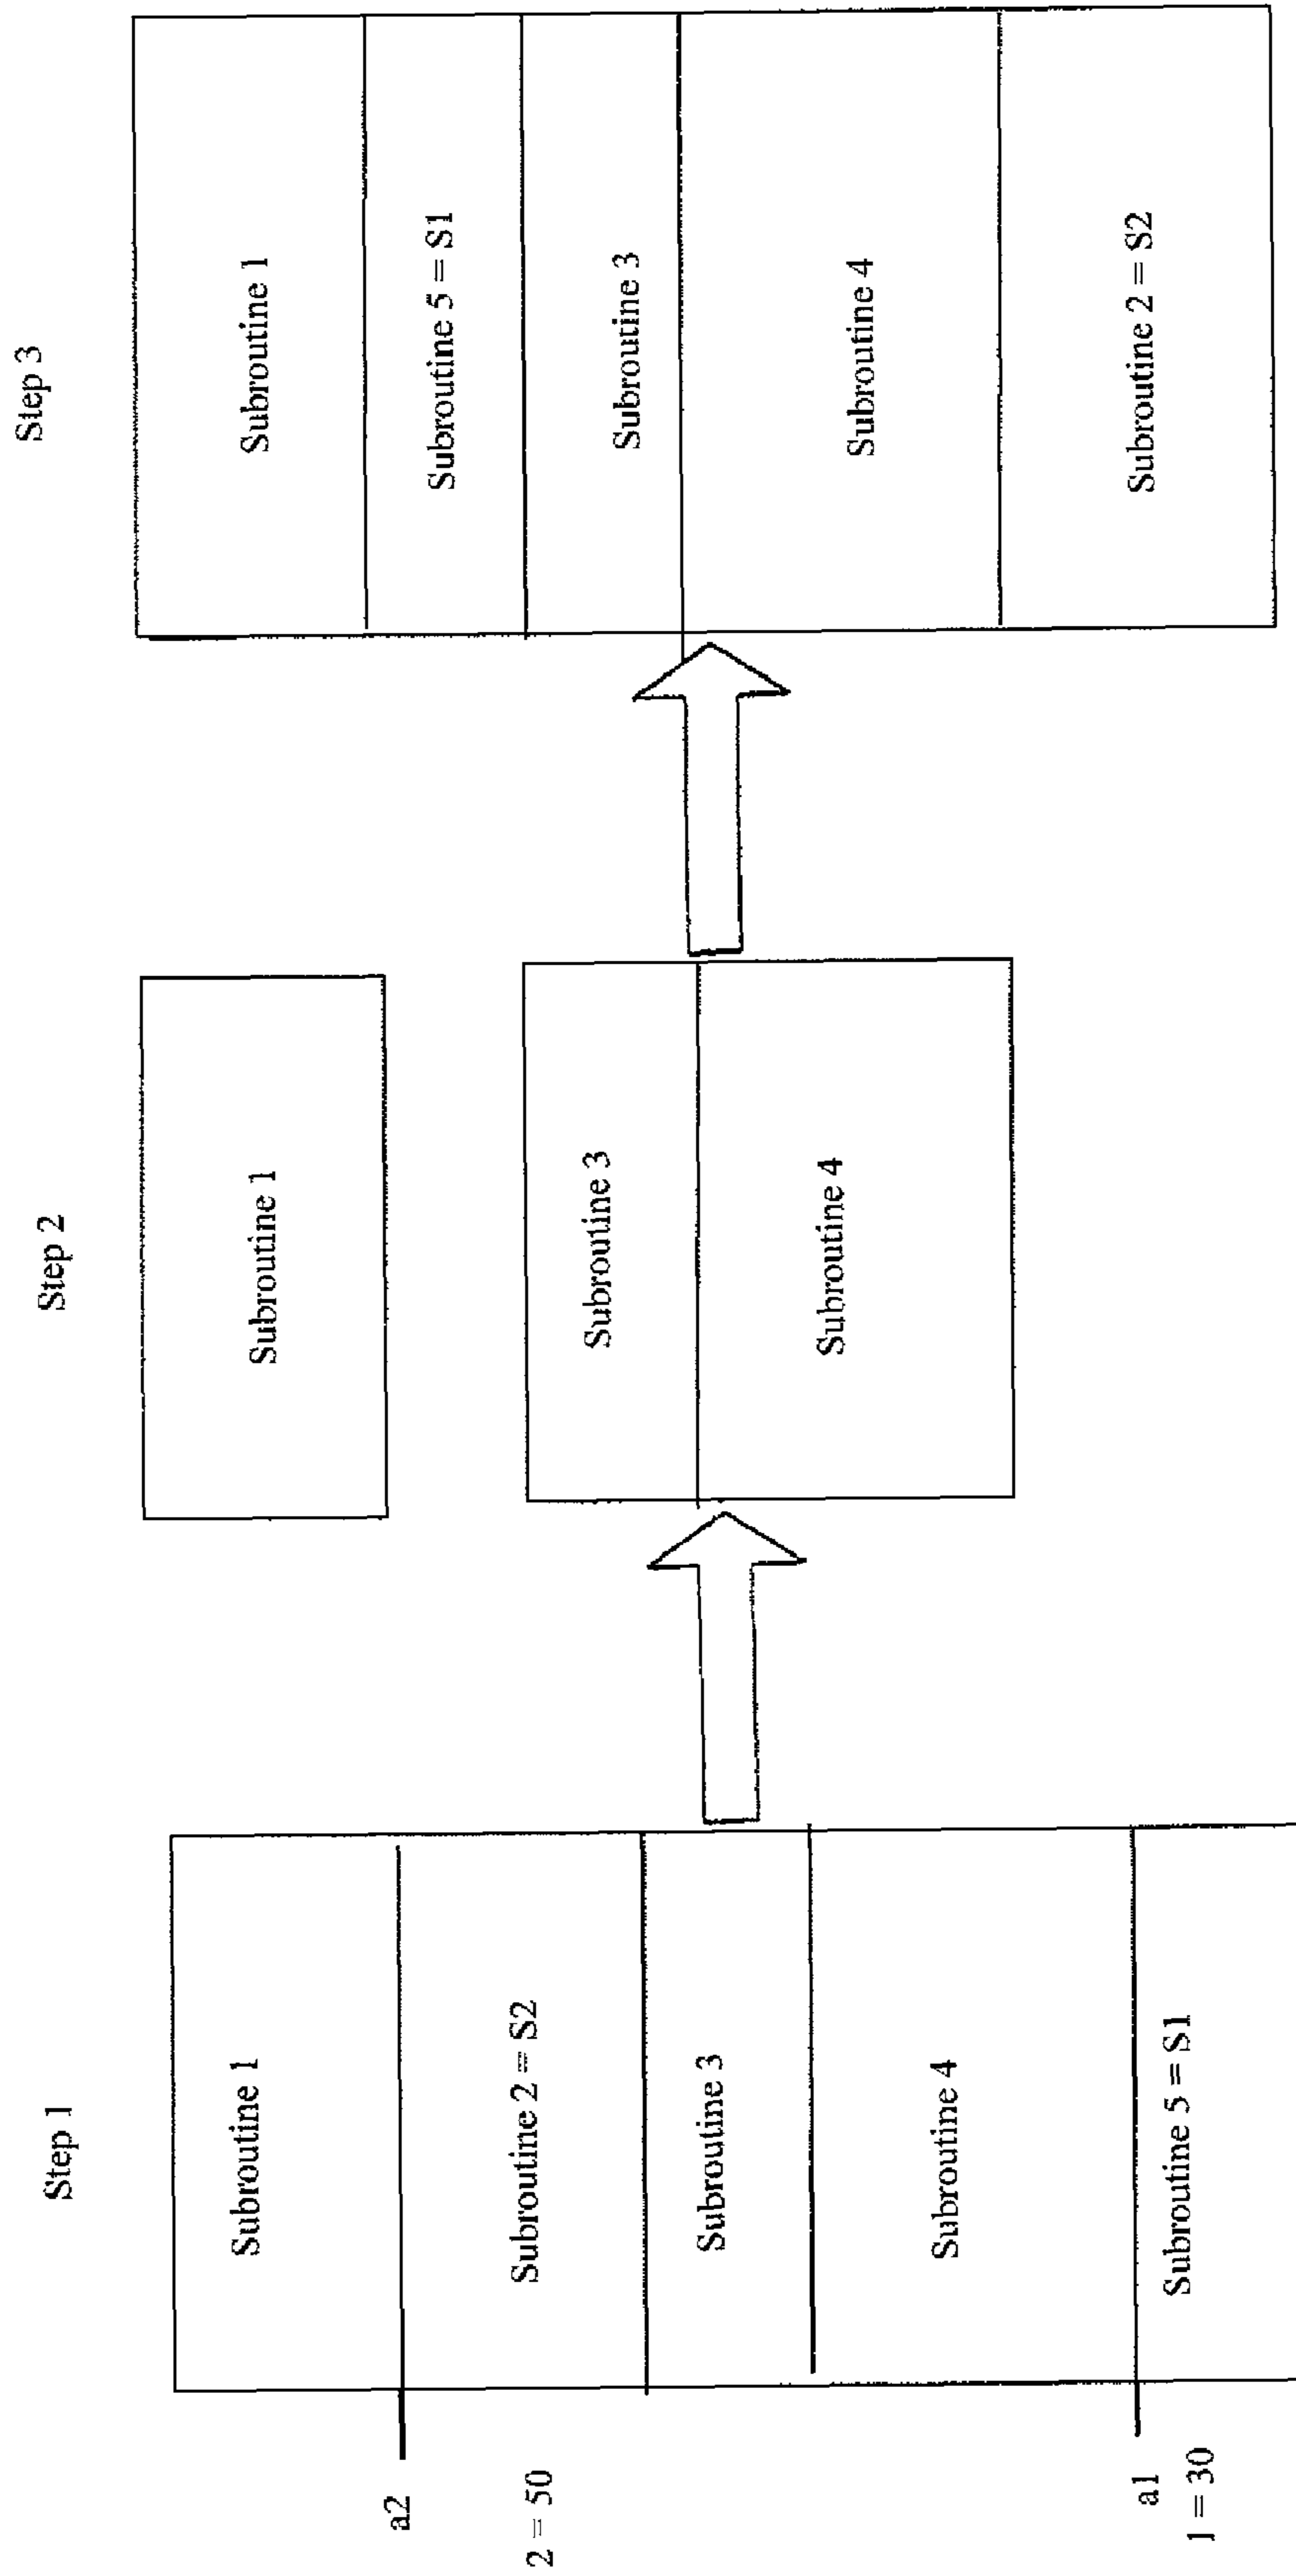 Step 1
Subroutine 1
a2
Subroutine 2 = S2
2 = 50
Subroutine 3
Subroutine 4
a1
Subroutine 5 = S1
1 = 30
Step 2
Subroutine 1
Subroutine 3
Subroutine 4
Step 3
Subroutine 1
Subroutine 5 = S1
Subroutine 3
Subroutine 4
Subroutine 2 = S2